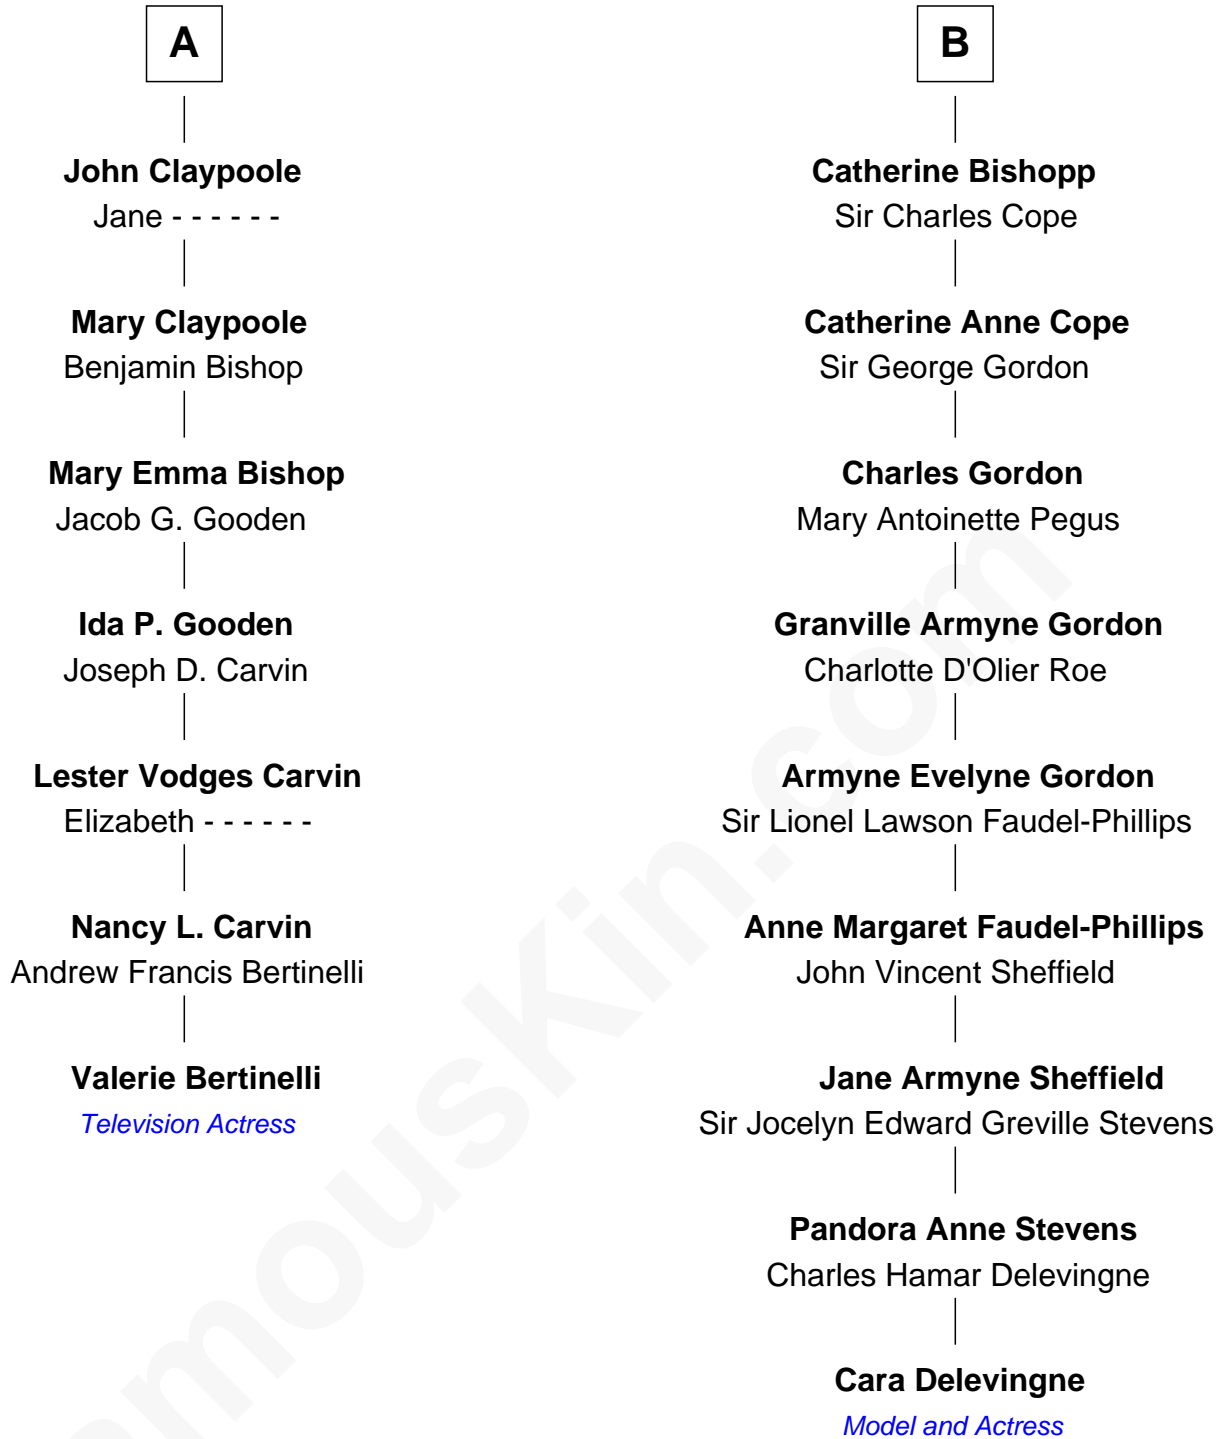 A
John Claypoole
Jane - - - - - -
Mary Claypoole
Benjamin Bishop
Mary Emma Bishop
Jacob G. Gooden
Ida P. Gooden
Joseph D. Carvin
Lester Vodges Carvin
Elizabeth - - - - - -
Nancy L. Carvin
Andrew Francis Bertinelli
Valerie Bertinelli
Television Actress
B
Catherine Bishopp
Sir Charles Cope
Catherine Anne Cope
Sir George Gordon
Charles Gordon
Mary Antoinette Pegus
Granville Armyne Gordon
Charlotte D'Olier Roe
Armyne Evelyne Gordon
Sir Lionel Lawson Faudel-Phillips
Anne Margaret Faudel-Phillips
John Vincent Sheffield
Jane Armyne Sheffield
Sir Jocelyn Edward Greville Stevens
Pandora Anne Stevens
Charles Hamar Delevingne
Cara Delevingne
Model and Actress
amousKin.com